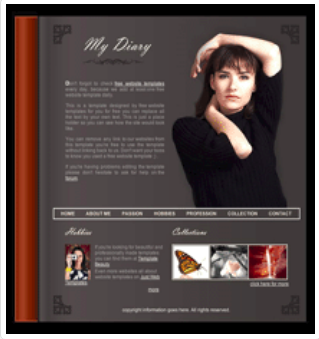 My Diary
Don't forget to check free website templates
every day, because we add at least one free
website template daily.
This is a template designed by free website
templates for you for free you can replace all
the text by your own text. This is just a place
holder so you can see how the site would look
like.
You can remove any link to our websites from
this template you're free to use the template
without linking back to us. Don't want your boss
to know you used a free website template ;)
If you're having problems editing the template
please don't hesitate to ask for help on the
forum.
HOME ABOUT ME PASSION HOBBIES PROFESSION COLLECTION CONTACT
Hobbies
Collections
If you're looking for beautiful and
professionally made templates
you can find them at Template
Beauty.
Even more websites all about
website templates on Just Web
Templates
more
click here for more
copyright information goes here. All rights reserved.